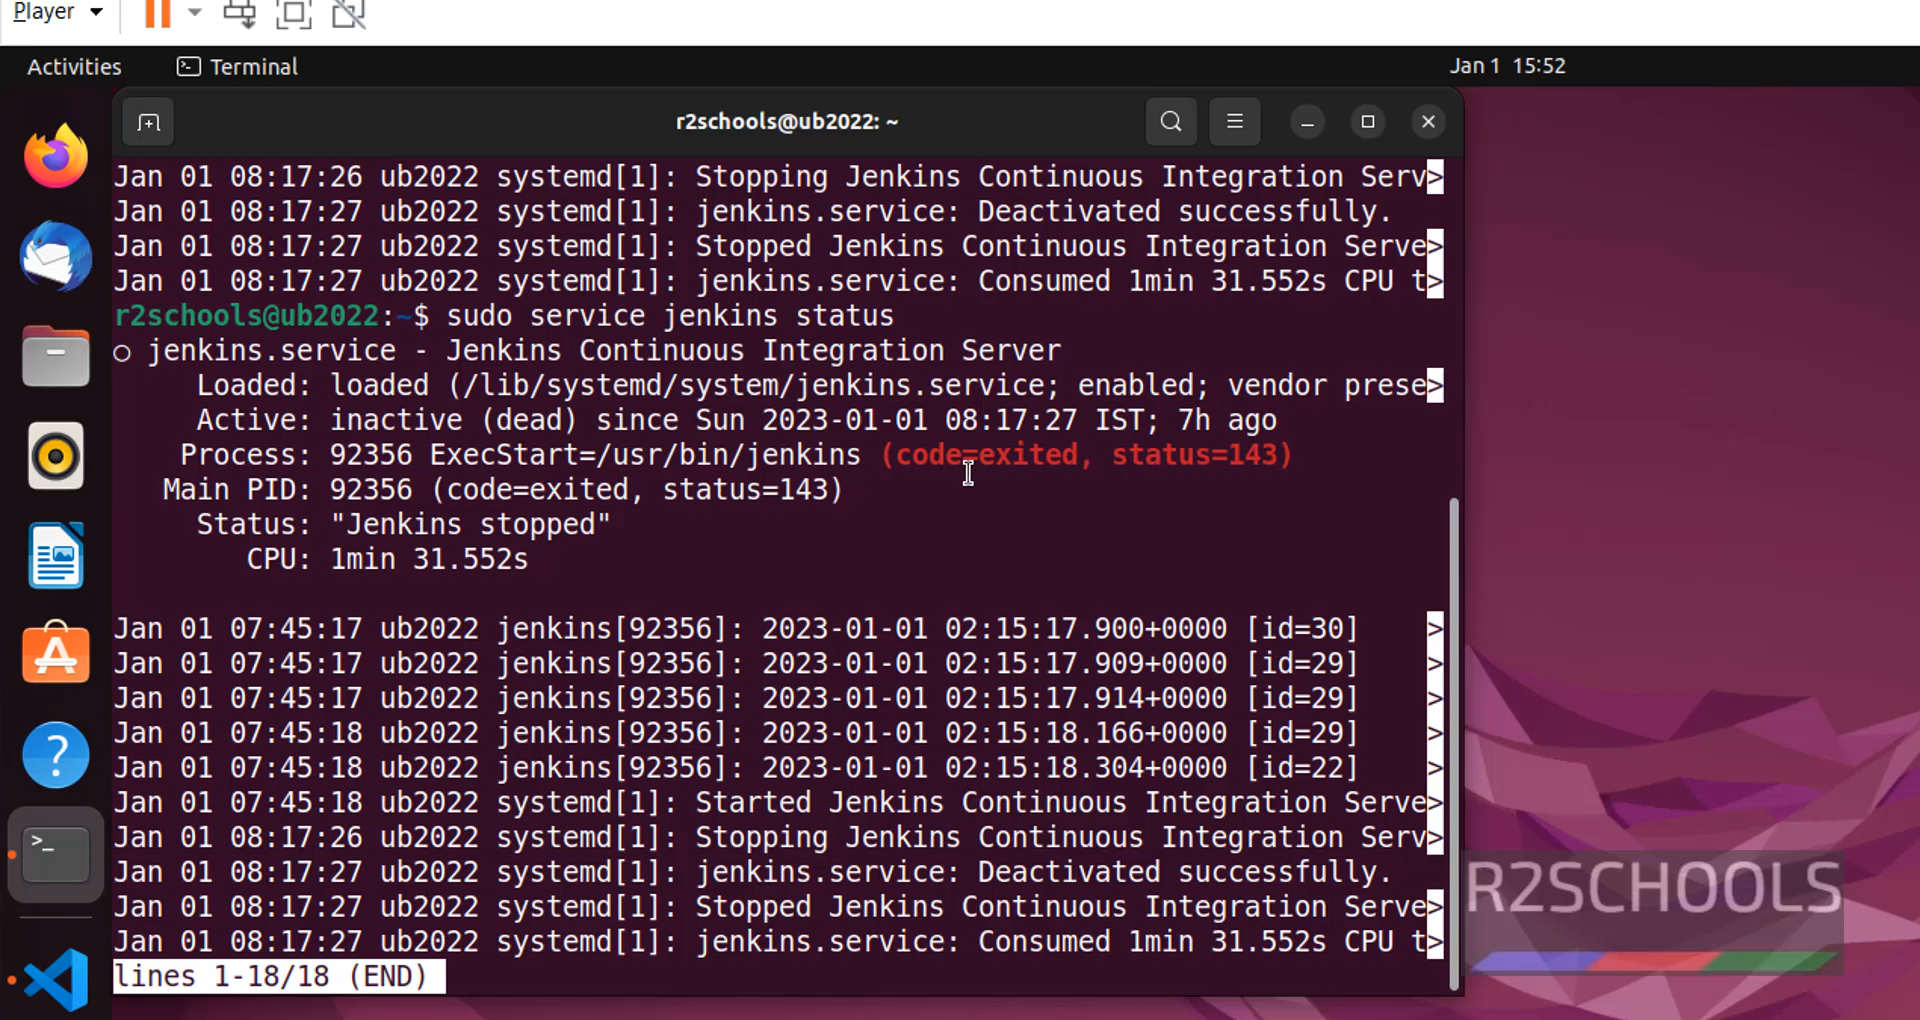 Player
Activities
Terminal
Jan 1 15:52
r2schools@ub2022: ~
Jan 01 08:17:26 ub2022 systemd[1]: Stopping Jenkins Continuous Integration Serv>
Jan 01 08:17:27 ub2022 systemd[1]: jenkins.service: Deactivated successfully.
Jan 01 08:17:27 ub2022 systemd[1]: Stopped Jenkins Continuous Integration Serve>
Jan 01 08:17:27 ub2022 systemd[1]: jenkins.service: Consumed 1min 31.552s CPU t>
r2schools@ub2022:~$ sudo service jenkins status
○ jenkins.service - Jenkins Continuous Integration Server
Loaded: loaded (/lib/systemd/system/jenkins.service; enabled; vendor prese>
Active: inactive (dead) since Sun 2023-01-01 08:17:27 IST; 7h ago
Process: 92356 ExecStart=/usr/bin/jenkins (code=exited, status=143)
Main PID: 92356 (code=exited, status=143)
Status: "Jenkins stopped"
CPU: 1min 31.552s
Jan 01 07:45:17 ub2022 jenkins[92356]: 2023-01-01 02:15:17.900+0000 [id=30] >
Jan 01 07:45:17 ub2022 jenkins[92356]: 2023-01-01 02:15:17.909+0000 [id=29] >
Jan 01 07:45:17 ub2022 jenkins[92356]: 2023-01-01 02:15:17.914+0000 [id=29] >
Jan 01 07:45:18 ub2022 jenkins[92356]: 2023-01-01 02:15:18.166+0000 [id=29] >
Jan 01 07:45:18 ub2022 jenkins[92356]: 2023-01-01 02:15:18.304+0000 [id=22] >
Jan 01 07:45:18 ub2022 systemd[1]: Started Jenkins Continuous Integration Serve>
Jan 01 08:17:26 ub2022 systemd[1]: Stopping Jenkins Continuous Integration Serv>
Jan 01 08:17:27 ub2022 systemd[1]: jenkins.service: Deactivated successfully.
Jan 01 08:17:27 ub2022 systemd[1]: Stopped Jenkins Continuous Integration Serve>
Jan 01 08:17:27 ub2022 systemd[1]: jenkins.service: Consumed 1min 31.552s CPU t>
lines 1-18/18 (END)
R2SCHOOLS